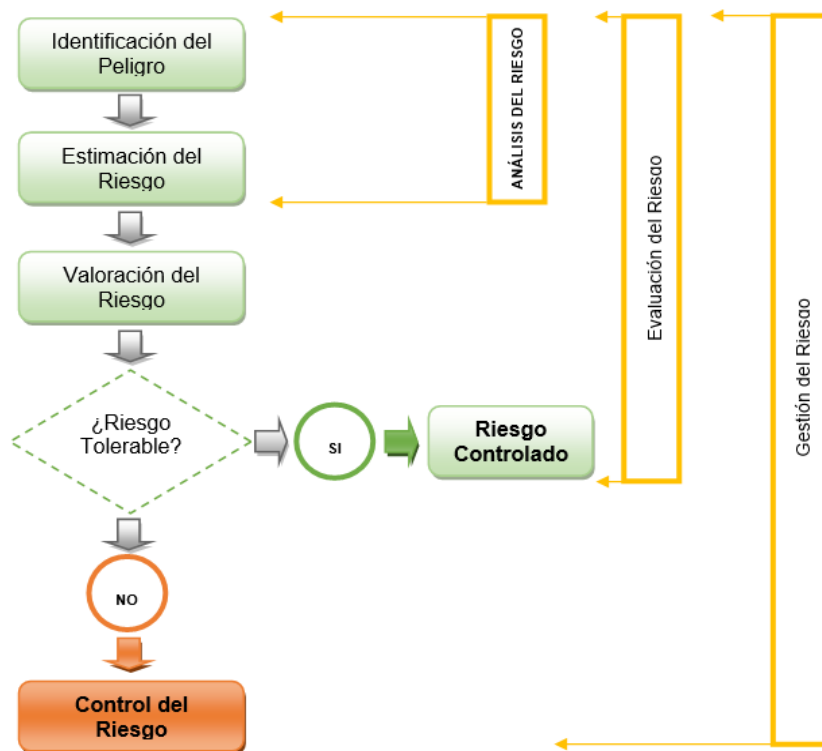 Identificación del
Peligro
Estimación del
Riesgo
Valoración del
Riesgo
¿Riesgo
Tolerable?
SI
Riesgo
Controlado
NO
Control del
Riesgo
ANÁLISIS DEL RIESGO
Evaluación del Riesgo
Gestión del Riesgo